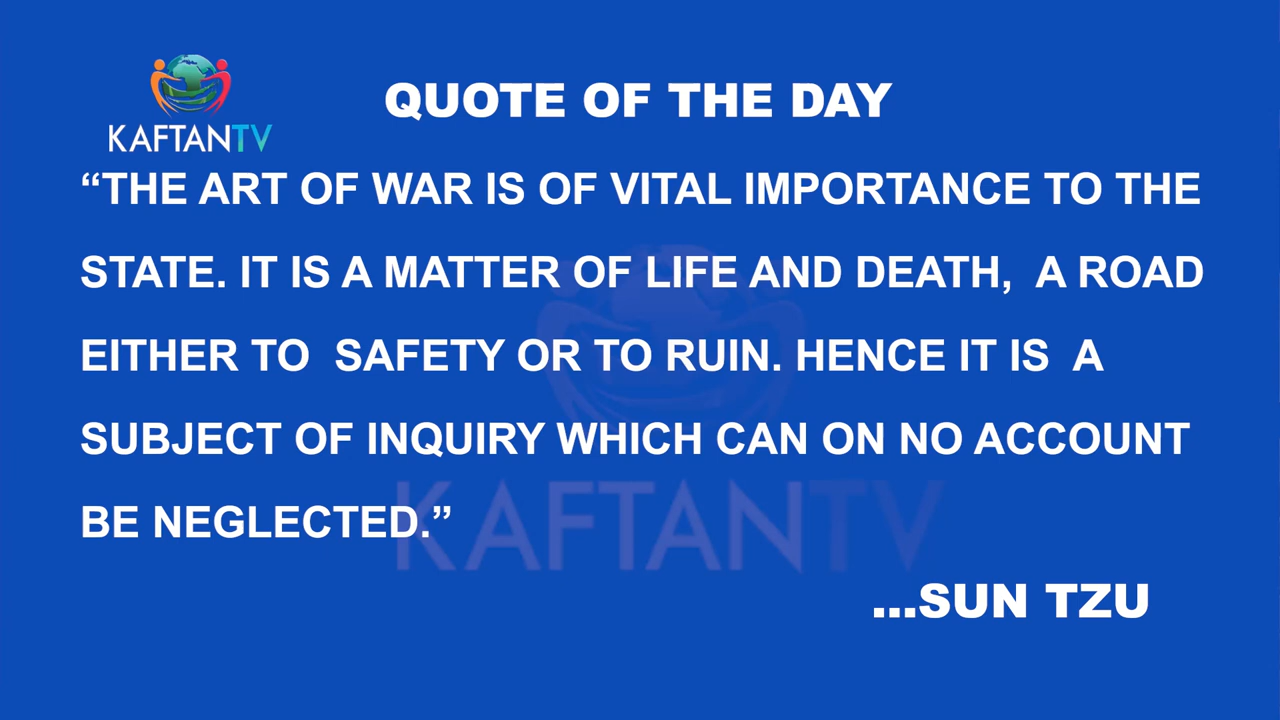 KAFTANTV
QUOTE OF THE DAY
“THE ART OF WAR IS OF VITAL IMPORTANCE TO THE
STATE. IT IS A MATTER OF LIFE AND DEATH, A ROAD
EITHER TO SAFETY OR TO RUIN. HENCE IT IS A
SUBJECT OF INQUIRY WHICH CAN ON NO ACCOUNT
BE NEGLECTED.”
KAFTANTV
...SUN TZU